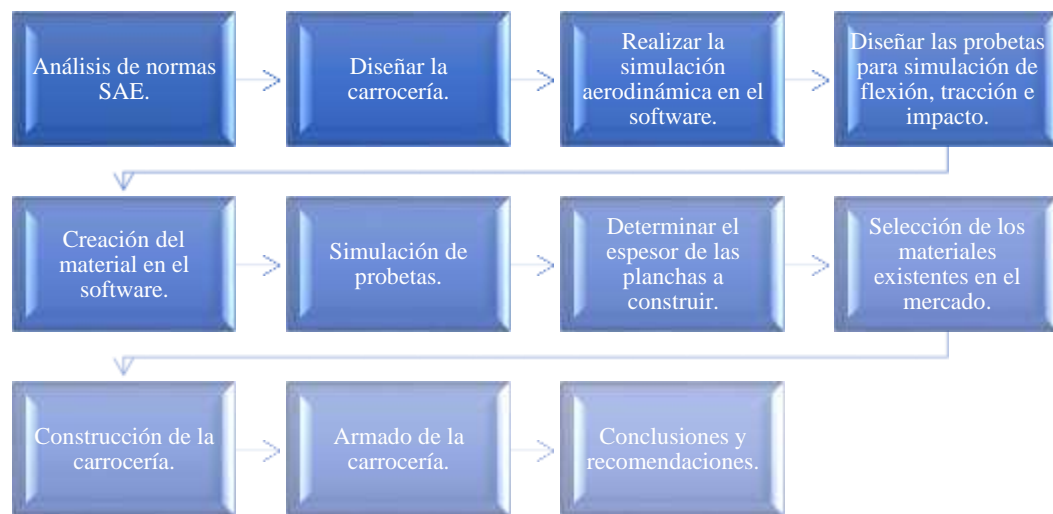 Análisis de normas
SAE.
Diseñar la
carrocería.
Realizar la
simulación
aerodinámica en el
software.
Diseñar las probetas
para simulación de
flexión, tracción e
impacto.
Creación del
material en el
software.
Simulación de
probetas.
Determinar el
espesor de las
planchas a
construir.
Selección de los
materiales
existentes en el
mercado.
Construcción de la
carrocería.
Armado de la
carrocería.
Conclusiones y
recomendaciones.